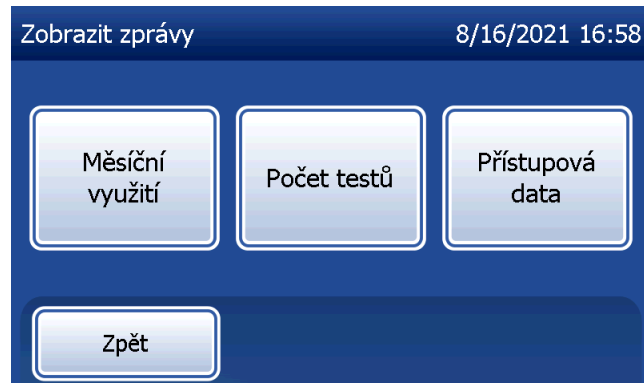 Zobrazit zprávy 8/16/2021 16:58
Měsíční
využití
Počet testů
Přístupová
data
Zpět